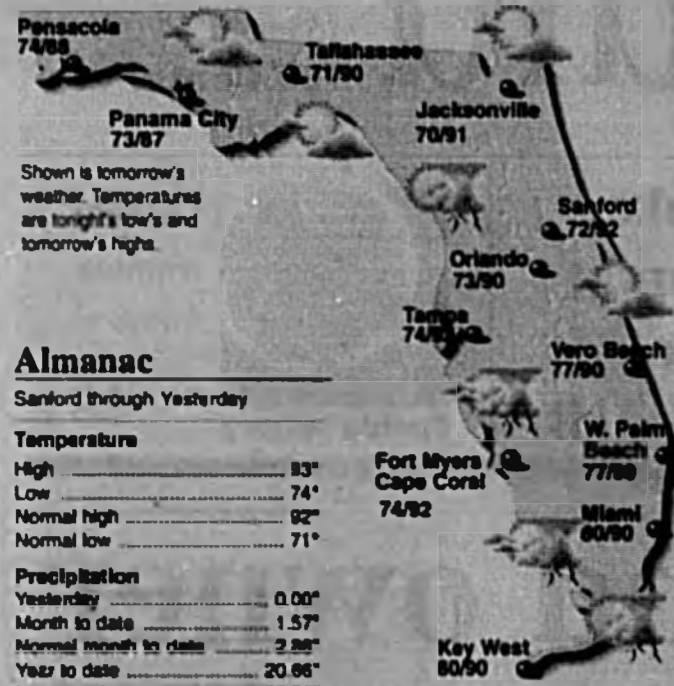 Pensacola
Tallahassee
71/90
Panama City
73/87
Jacksonville
70/91
Shown is tomorrow's
weather. Temperatures
are tonight's low's and
tomorrow's highs.
Sanford
72/92
Orlando
73/90
Tampa
Vero Beach
77/90
W. Palm
Beach
Fort Myers
Cape Coral
74/92
Miami
80/90
Key West
80/90
Almanac
Sanford through Yesterday
Temperature
High 93°
Low 74°
Normal high 92°
Normal low 71°
Precipitation
Yesterday 0.00"
Month to date 1.57"
Normal month to date
Year to date 20.66"